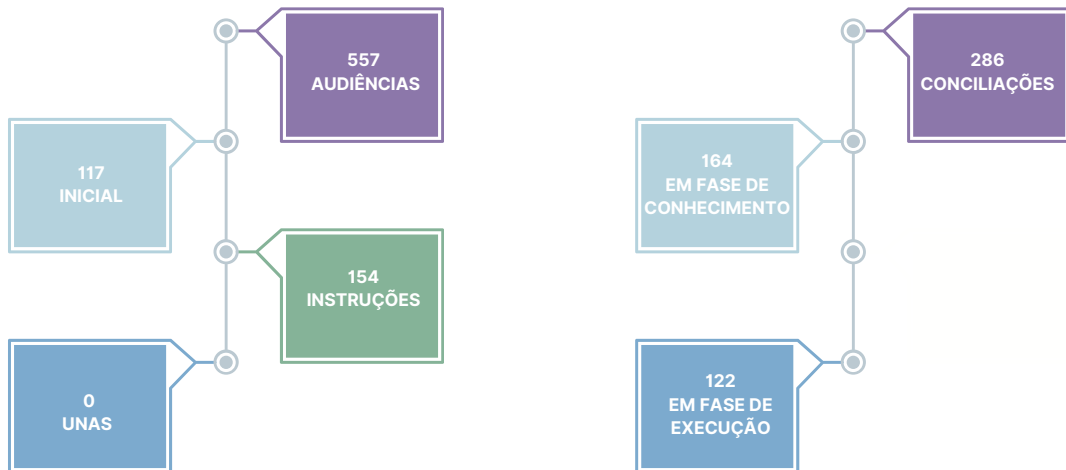 557
AUDIÊNCIAS
117
INICIAL
154
INSTRUÇÕES
0
UNAS
286
CONCILIAÇÕES
164
EM FASE DE
CONHECIMENTO
122
EM FASE DE
EXECUÇÃO